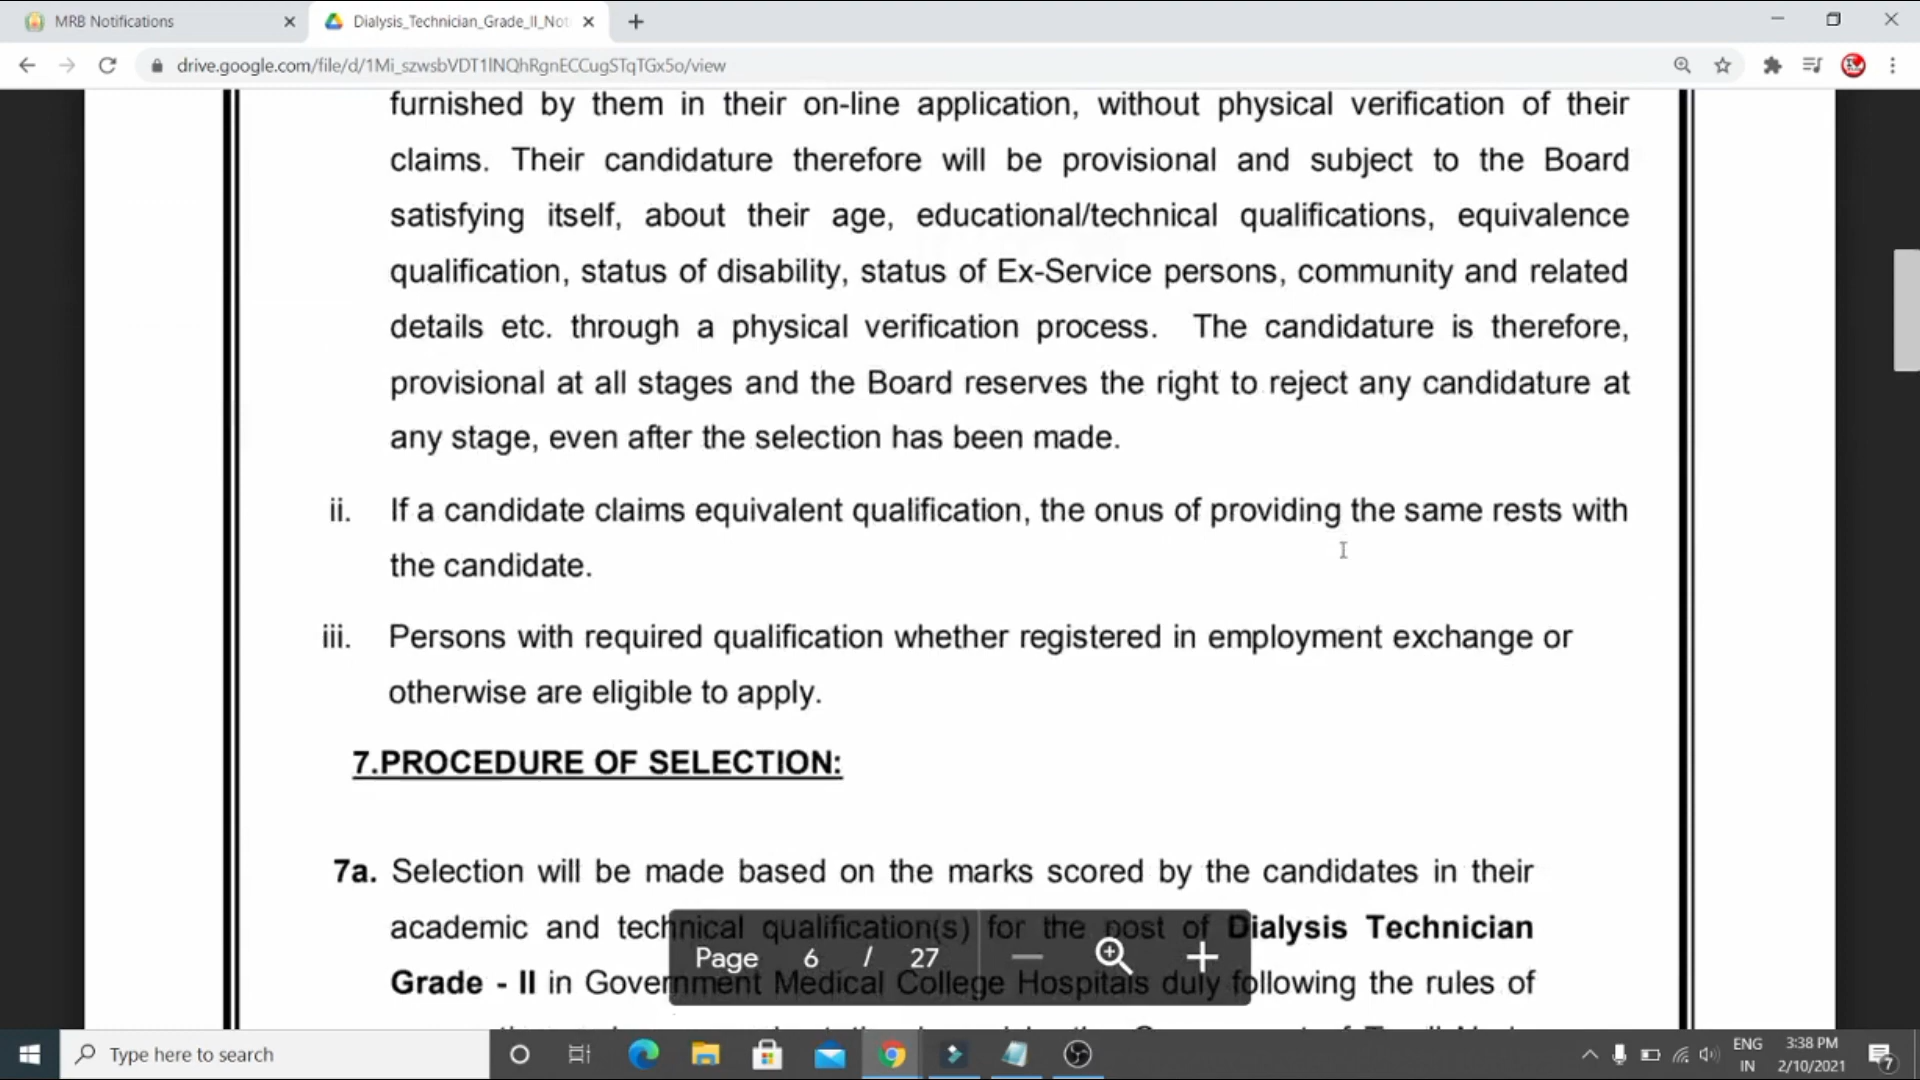 MRB Notifications
Dialysis_Technician_Grade_II_Not
drive.google.com/file/d/1Mi_szwsbVDT1lNQhRgnECCugSTqTGx5o/view
furnished by them in their on-line application, without physical verification of their
claims. Their candidature therefore will be provisional and subject to the Board
satisfying itself, about their age, educational/technical qualifications, equivalence
qualification, status of disability, status of Ex-Service persons, community and related
details etc. through a physical verification process. The candidature is therefore,
provisional at all stages and the Board reserves the right to reject any candidature at
any stage, even after the selection has been made.
ii. If a candidate claims equivalent qualification, the onus of providing the same rests with
the candidate.
iii. Persons with required qualification whether registered in employment exchange or
otherwise are eligible to apply.
7.PROCEDURE OF SELECTION:
7a. Selection will be made based on the marks scored by the candidates in their
academic and technical qualification(s) for the post of Dialysis Technician
Grade - II in Government Medical College Hospitals duly following the rules of
Page 6 / 27
Type here to search
ENG
IN
3:38 PM
2/10/2021
7